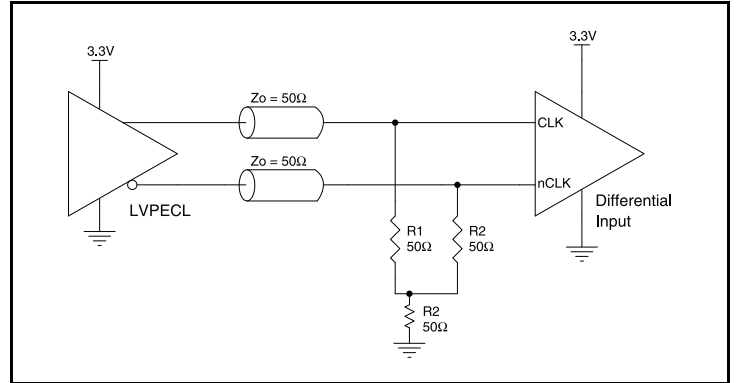 3.3V
3.3V
Zo = 50Ω
CLK
Zo = 50Ω
nCLK
LVPECL
Differential
Input
R1
50Ω
R2
50Ω
R2
50Ω